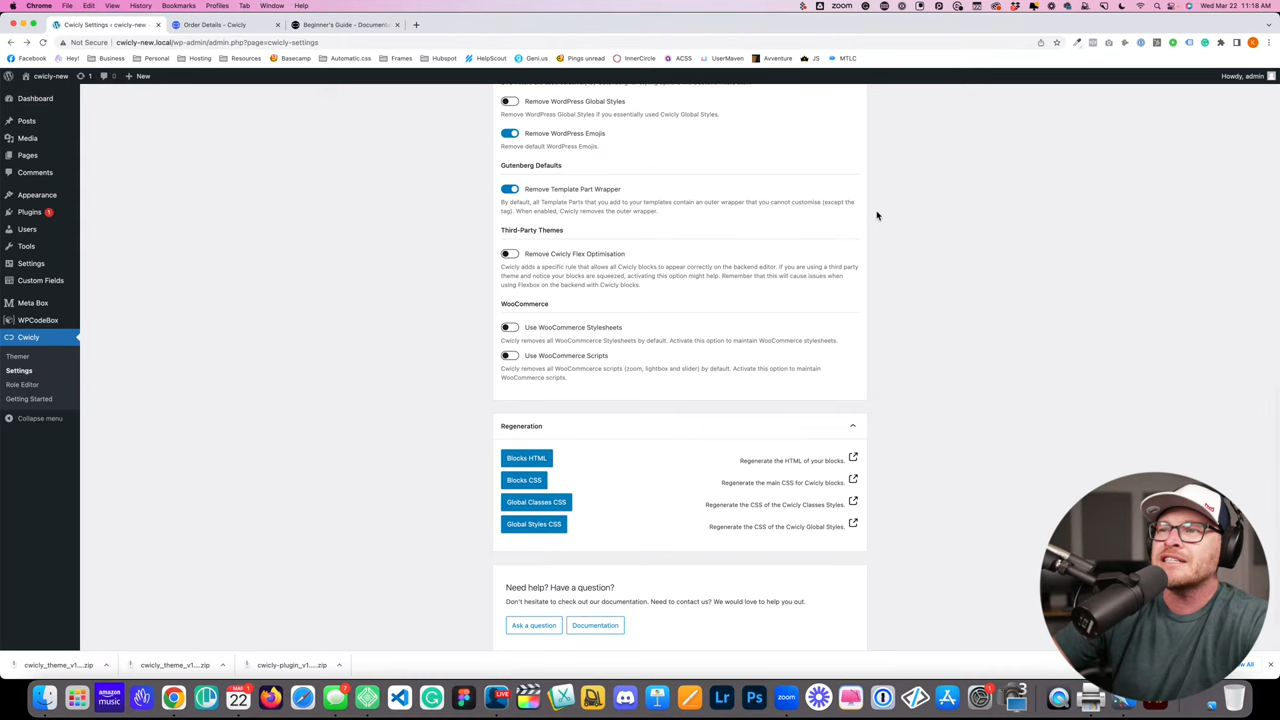 Chrome File Edit View History Bookmarks Profiles Tab Window Help zoom Wed Mar 22 11:18 AM
Cwicly Settings ‹ cwicly-new — Order Details - Cwicly Beginner's Guide - Documenta
Not Secure cwicly-new.local/wp-admin/admin.php?page=cwicly-settings
Facebook Hey! Business Personal Hosting Resources Basecamp Automatic.css Frames Hubspot HelpScout Geni.us Pings unread InnerCircle ACSS UserMaven Avventure JS MTLC
cwicly-new 1 0 New Howdy, admin
Dashboard
Posts
Media
Pages
Comments
Appearance
Plugins 1
Users
Tools
Settings
Custom Fields
Meta Box
WPCodeBox
Cwicly
Themer
Settings
Role Editor
Getting Started
Collapse menu
Remove WordPress Global Styles
Remove WordPress Global Styles if you essentially used Cwicly Global Styles.
Remove WordPress Emojis
Remove default WordPress Emojis.
Gutenberg Defaults
Remove Template Part Wrapper
By default, all Template Parts that you add to your templates contain an outer wrapper that you cannot customise (except the
tag). When enabled, Cwicly removes the outer wrapper.
Third-Party Themes
Remove Cwicly Flex Optimisation
Cwicly adds a specific rule that allows all Cwicly blocks to appear correctly on the backend editor. If you are using a third party
theme and notice your blocks are squeezed, activating this option might help. Remember that this will cause issues when
using Flexbox on the backend with Cwicly blocks.
WooCommerce
Use WooCommerce Stylesheets
Cwicly removes all WooCommcerce Stylesheets by default. Activate this option to maintain WooCommerce stylesheets.
Use WooCommerce Scripts
Cwicly removes all WooCommcerce scripts (zoom, lightbox and slider) by default. Activate this option to maintain
WooCommerce scripts.
Regeneration
Blocks HTML Regenerate the HTML of your blocks.
Blocks CSS Regenerate the main CSS for Cwicly blocks.
Global Classes CSS Regenerate the CSS of the Cwicly Classes Styles.
Global Styles CSS Regenerate the CSS of the Cwicly Global Styles.
Need help? Have a question?
Don't hesitate to check out our documentation. Need to contact us? We would love to help you out.
Ask a question Documentation
cwicly_theme_v1....zip cwicly_theme_v1....zip cwicly-plugin_v1....zip All
amazon music 22 LIVE Lr Ps zoom